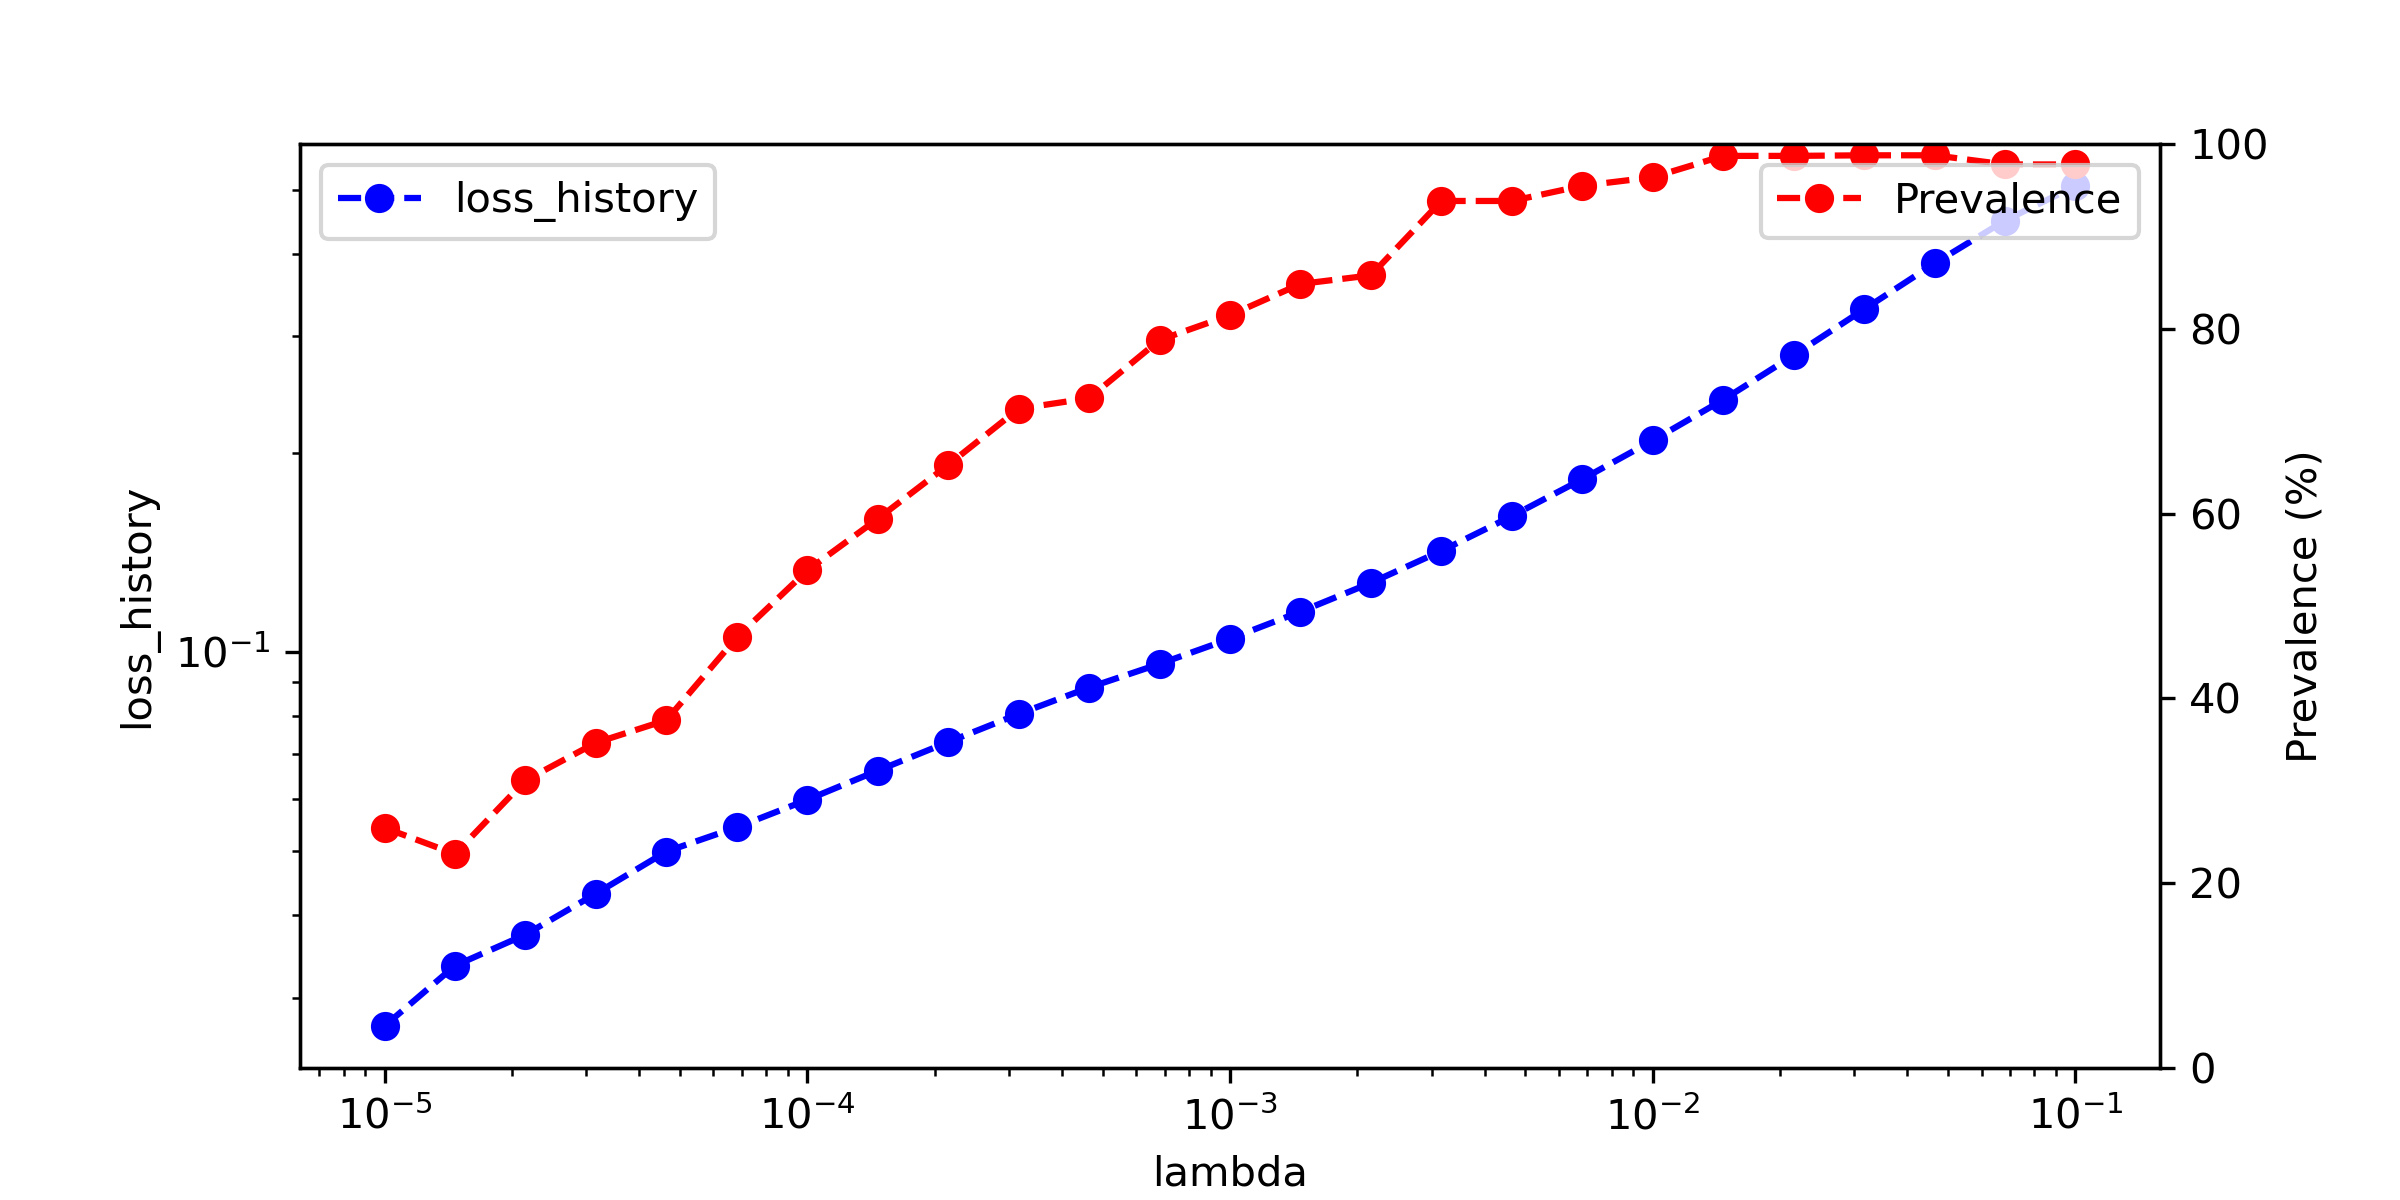 loss_history
Prevalence
loss_history
10⁻¹
100
80
60
40
20
0
Prevalence (%)
10⁻⁵ 10⁻⁴ 10⁻³ 10⁻² 10⁻¹
lambda